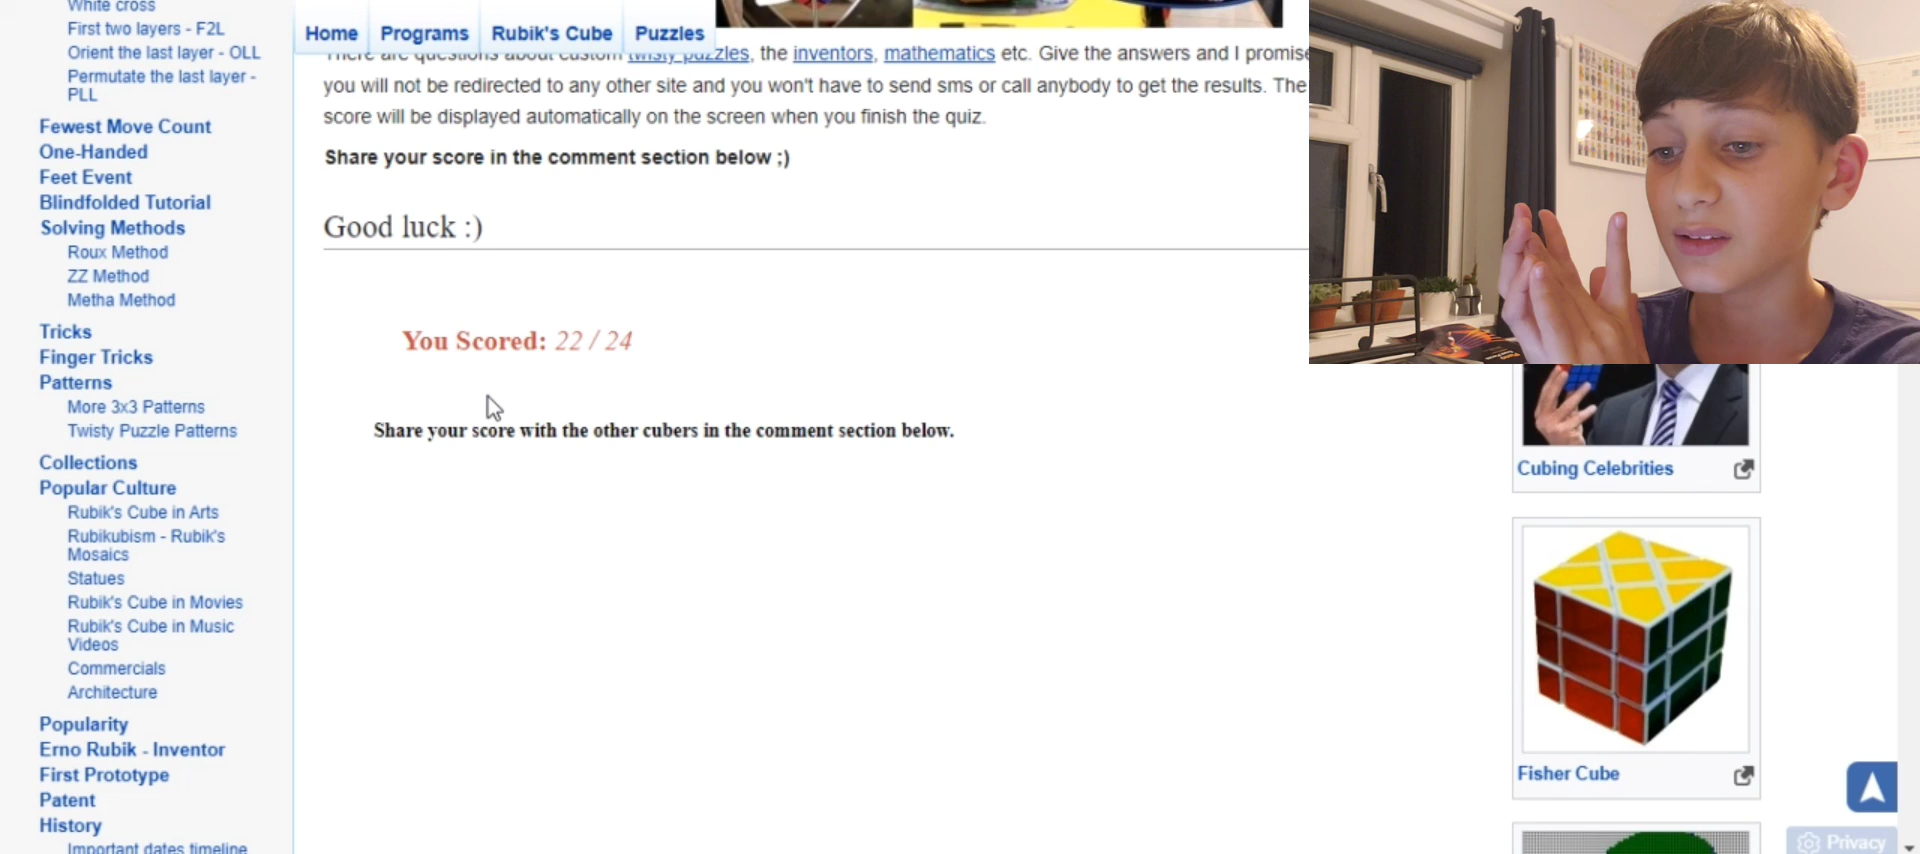 White cross
First two layers - F2L
Orient the last layer - OLL
Permutate the last layer -
PLL
Fewest Move Count
One-Handed
Feet Event
Blindfolded Tutorial
Solving Methods
Roux Method
ZZ Method
Metha Method
Tricks
Finger Tricks
Patterns
More 3x3 Patterns
Twisty Puzzle Patterns
Collections
Popular Culture
Rubik's Cube in Arts
Rubikubism - Rubik's
Mosaics
Statues
Rubik's Cube in Movies
Rubik's Cube in Music
Videos
Commercials
Architecture
Popularity
Erno Rubik - Inventor
First Prototype
Patent
History
Important dates timeline
Home Programs Rubik's Cube Puzzles
There are questions about custom twisty puzzles, the inventors, mathematics etc. Give the answers and I promise
you will not be redirected to any other site and you won't have to send sms or call anybody to get the results. The
score will be displayed automatically on the screen when you finish the quiz.
Share your score in the comment section below ;)
Good luck :)
You Scored: 22 / 24
Share your score with the other cubers in the comment section below.
Cubing Celebrities
Fisher Cube
Privacy